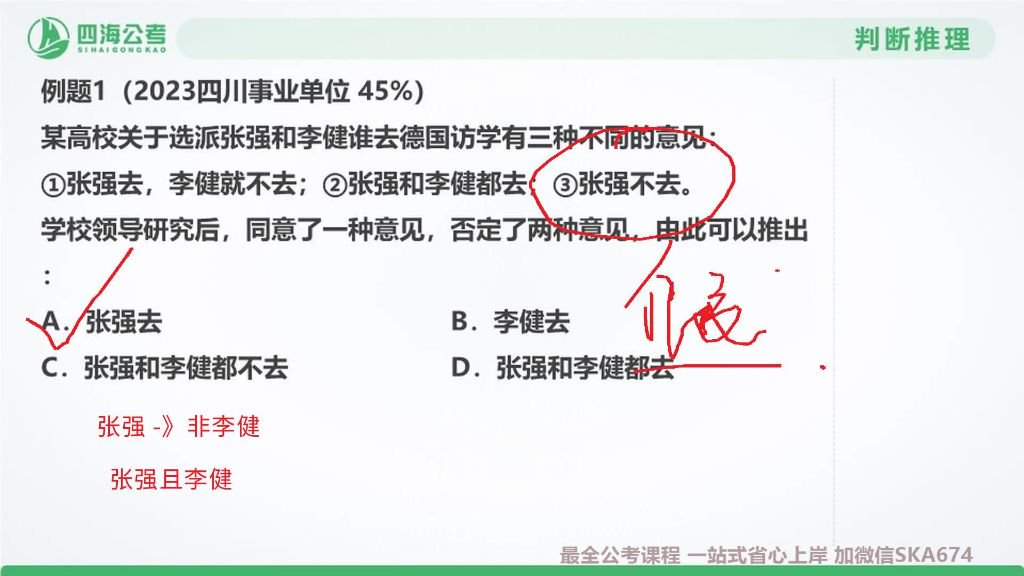 四海公考
SIHAIGONGKAO
判断推理
例题1（2023四川事业单位 45%）
某高校关于选派张强和李健谁去德国访学有三种不同的意见：
①张强去，李健就不去；②张强和李健都去；③张强不去。
学校领导研究后，同意了一种意见，否定了两种意见，由此可以推出
：
A．张强去
B．李健去
假
C．张强和李健都不去
D．张强和李健都去
张强 -》非李健
张强且李健
最全公考课程 一站式省心上岸 加微信SKA674